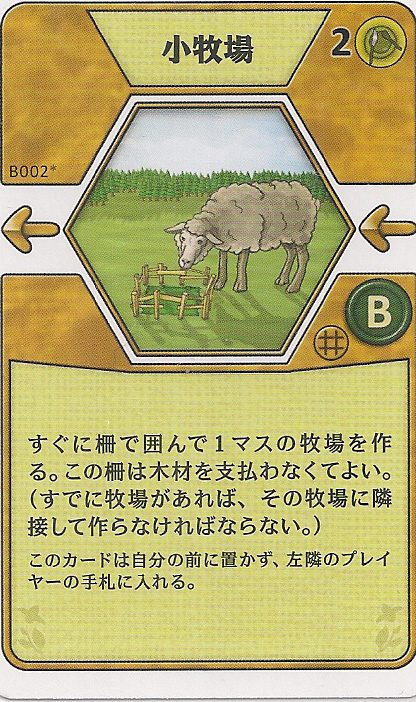 小牧場
2
B002*
B
すぐに柵で囲んで1マスの牧場を作
る。この柵は木材を支払わなくてよい。
(すでに牧場があれば、その牧場に隣
接して作らなければならない。)
このカードは自分の前に置かず、左隣のプレイ
ヤーの手札に入れる。